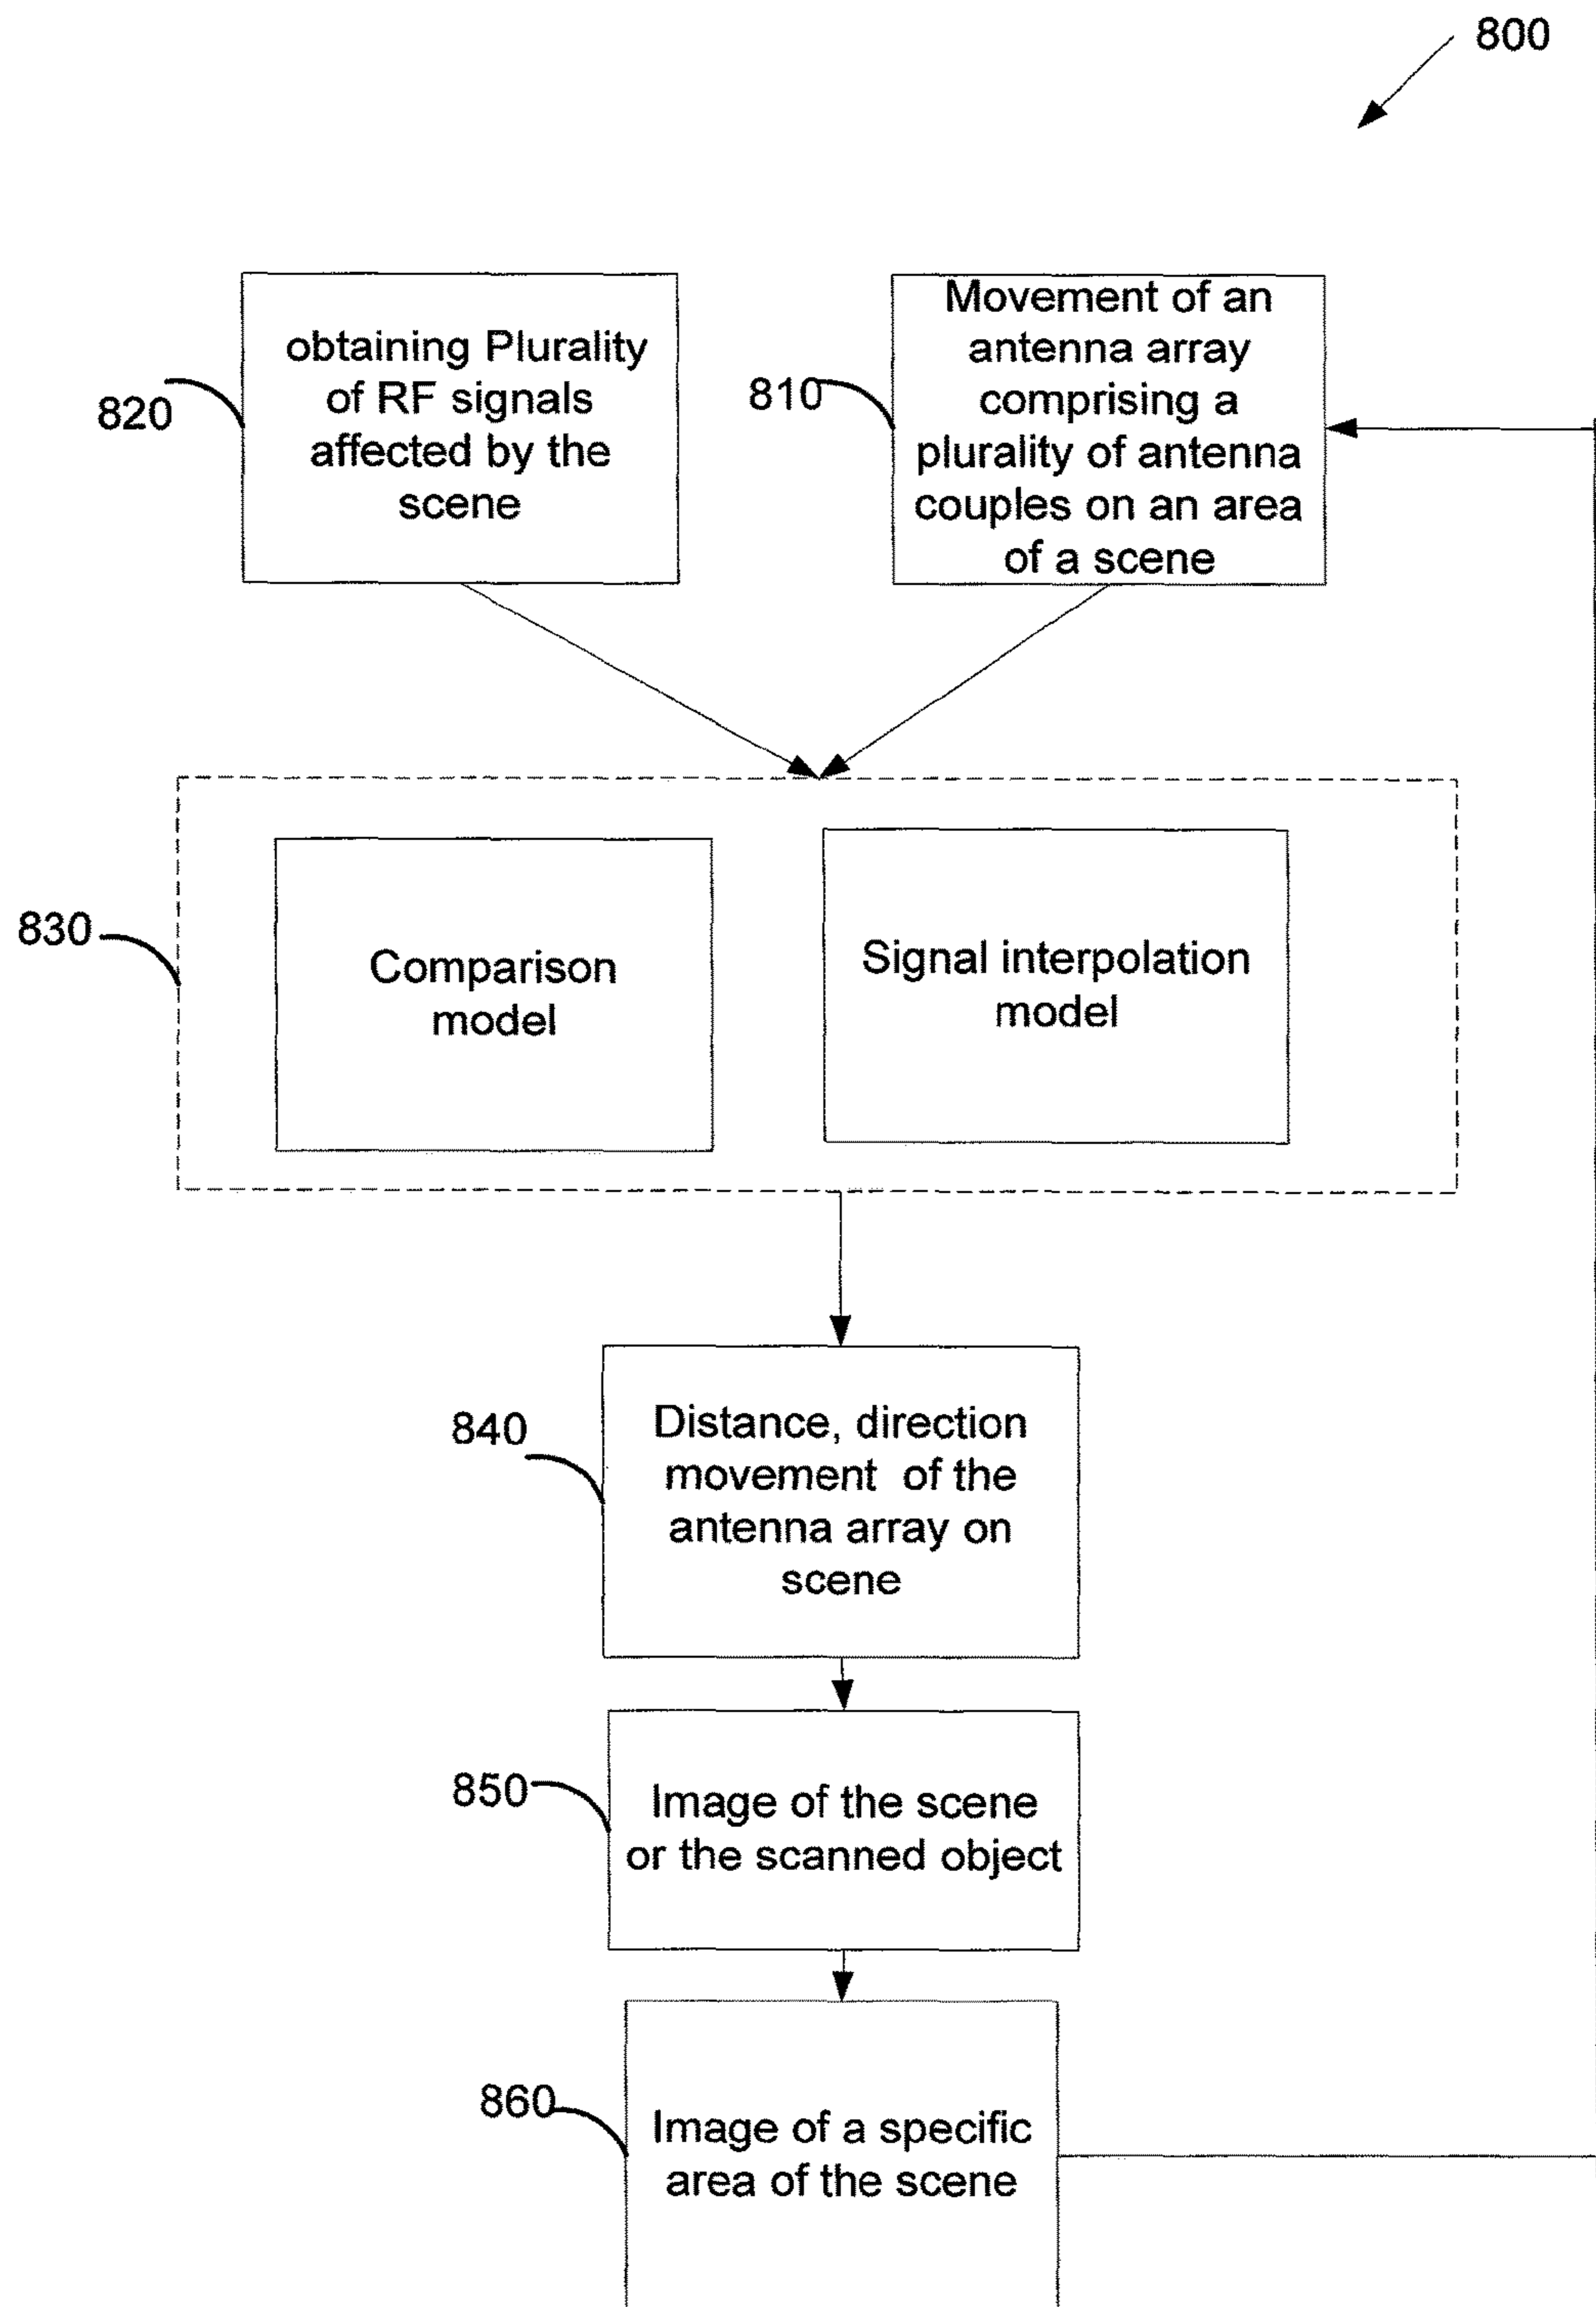 800
obtaining Plurality
of RF signals
affected by the
scene
820
Movement of an
antenna array
comprising a
plurality of antenna
couples on an area
of a scene
810
830
Comparison
model
Signal interpolation
model
840
Distance, direction
movement of the
antenna array on
scene
850
Image of the scene
or the scanned object
860
Image of a specific
area of the scene